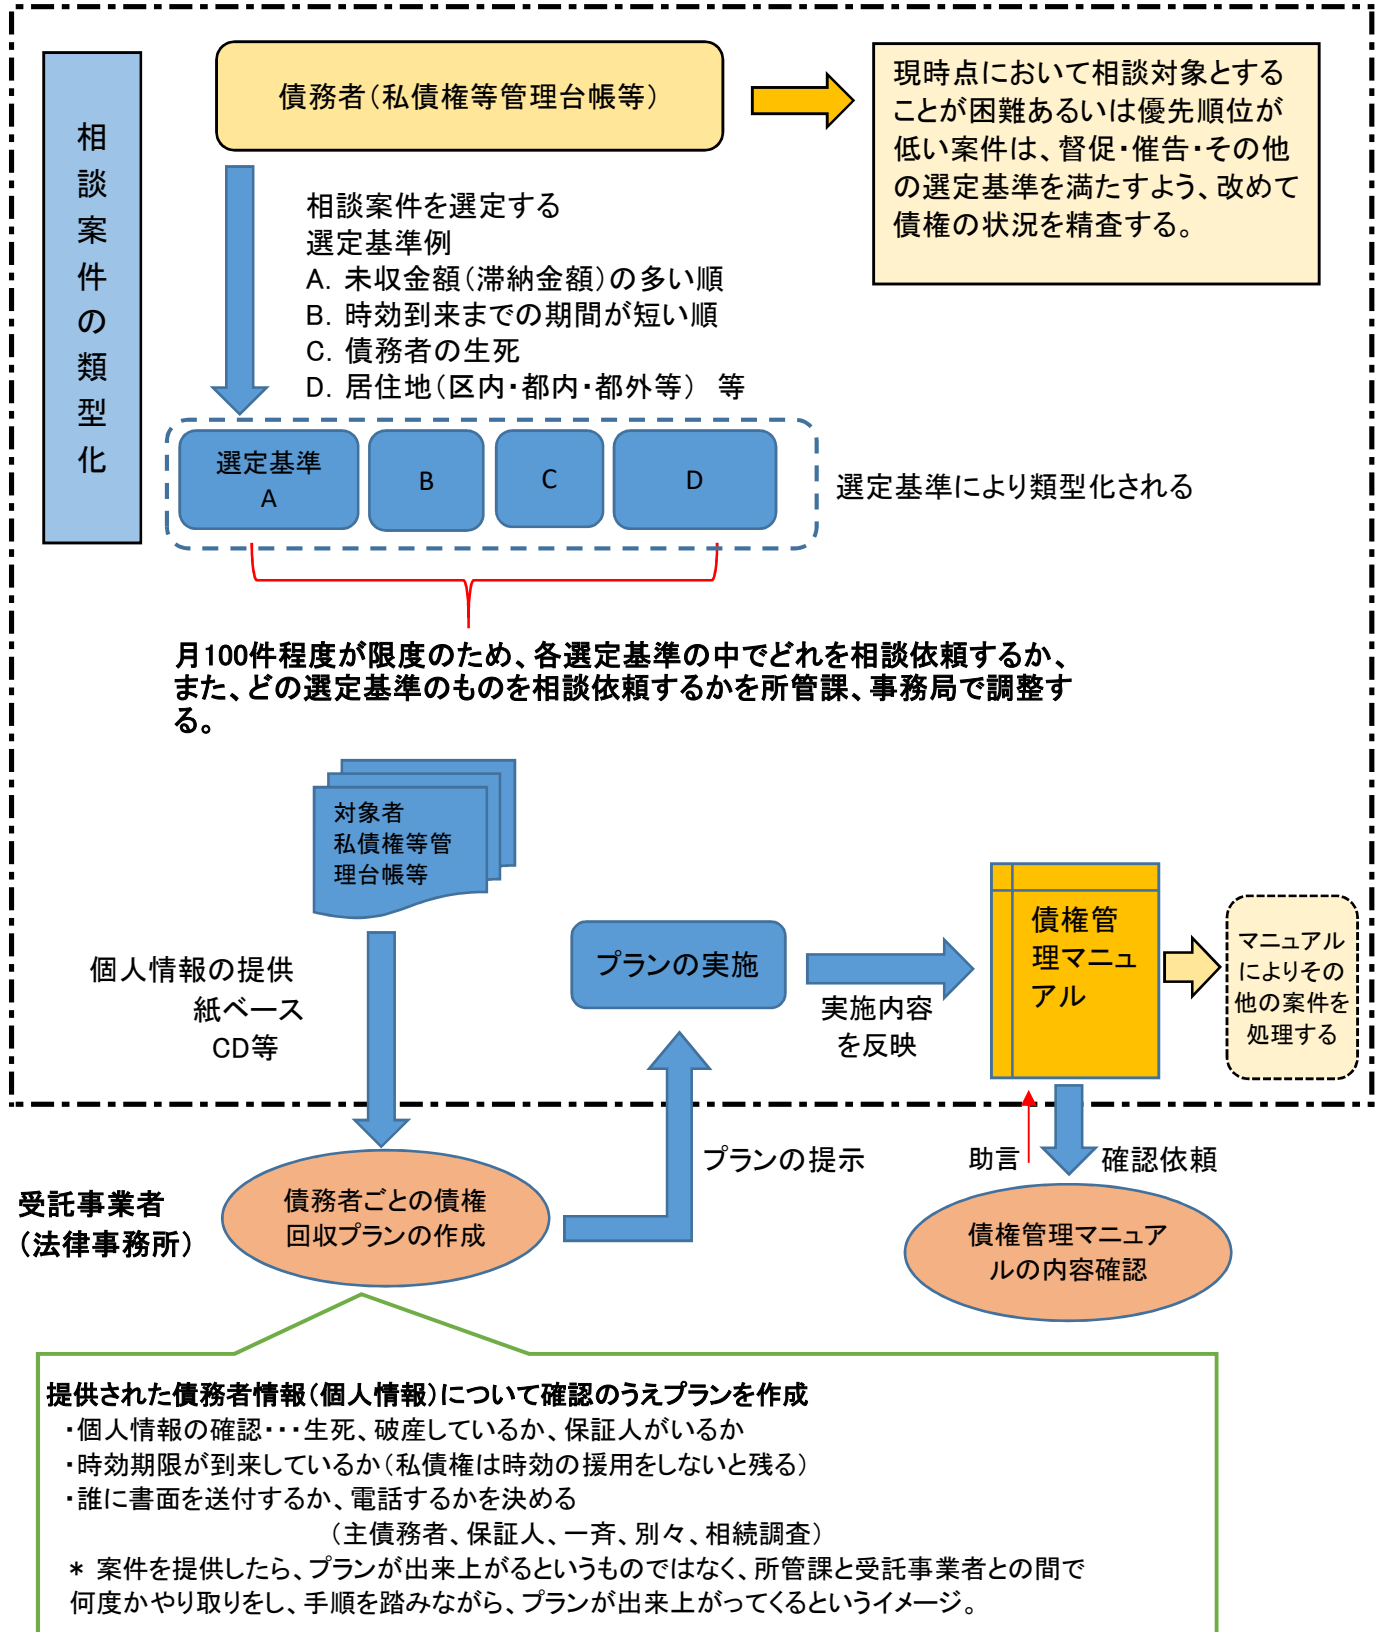 相談案件の類型化
債務者（私債権等管理台帳等）
現時点において相談対象とする
ことが困難あるいは優先順位が
低い案件は、督促・催告・その他
の選定基準を満たすよう、改めて
債権の状況を精査する。
相談案件を選定する
選定基準例
A．未収金額（滞納金額）の多い順
B．時効到来までの期間が短い順
C．債務者の生死
D．居住地（区内・都内・都外等）　等
選定基準
A
B
C
D
選定基準により類型化される
月100件程度が限度のため、各選定基準の中でどれを相談依頼するか、
また、どの選定基準のものを相談依頼するかを所管課、事務局で調整す
る。
対象者
私債権等管
理台帳等
個人情報の提供
紙ベース
CD等
プランの実施
実施内容
を反映
債権管
理マニュ
アル
マニュアル
によりその
他の案件を
処理する
プランの提示
助言
確認依頼
受託事業者
（法律事務所）
債務者ごとの債権
回収プランの作成
債権管理マニュア
ルの内容確認
提供された債務者情報（個人情報）について確認のうえプランを作成
・個人情報の確認・・・生死、破産しているか、保証人がいるか
・時効期限が到来しているか（私債権は時効の援用をしないと残る）
・誰に書面を送付するか、電話するかを決める
（主債務者、保証人、一斉、別々、相続調査）
＊ 案件を提供したら、プランが出来上がるというものではなく、所管課と受託事業者との間で
何度かやり取りをし、手順を踏みながら、プランが出来上がってくるというイメージ。